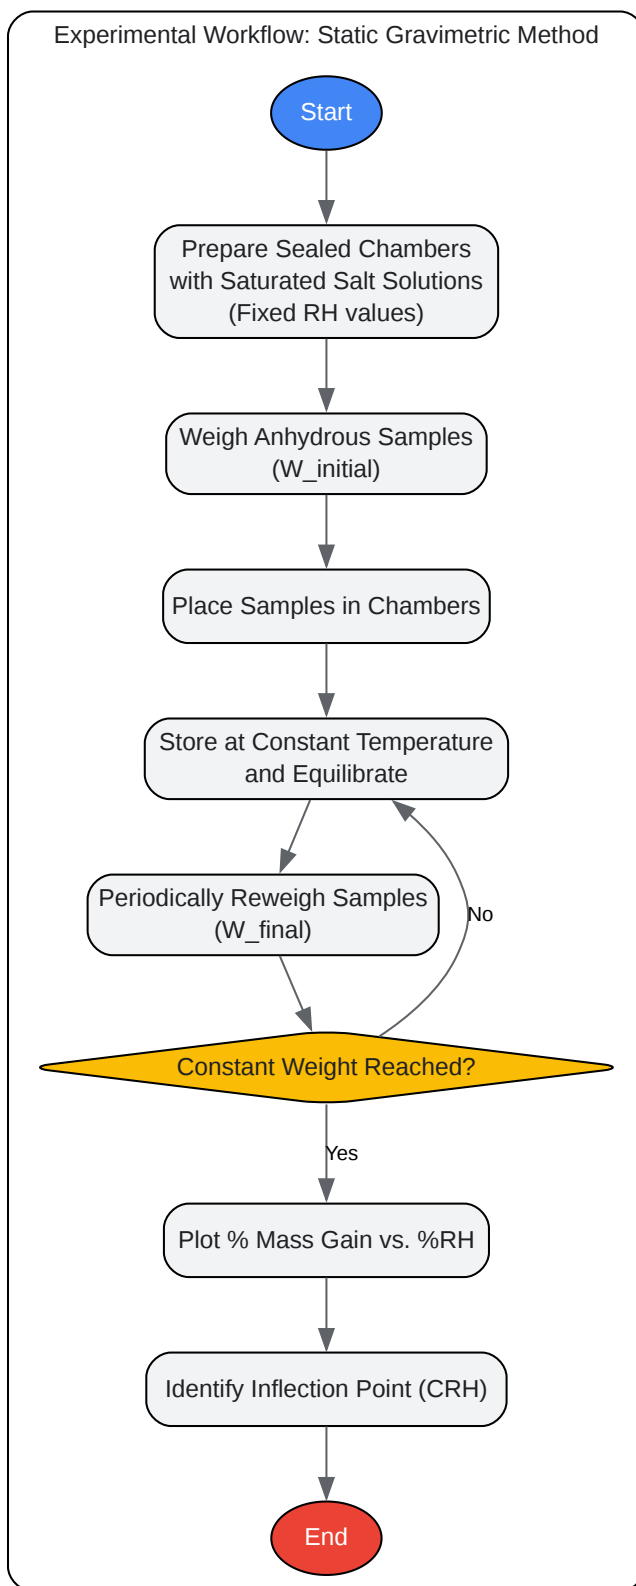 Experimental Workflow: Static Gravimetric Method
Start
Prepare Sealed Chambers
with Saturated Salt Solutions
(Fixed RH values)
Weigh Anhydrous Samples
(W_initial)
Place Samples in Chambers
Store at Constant Temperature
and Equilibrate
Periodically Reweigh Samples
(W_final)
No
Constant Weight Reached?
Yes
Plot % Mass Gain vs. %RH
Identify Inflection Point (CRH)
End